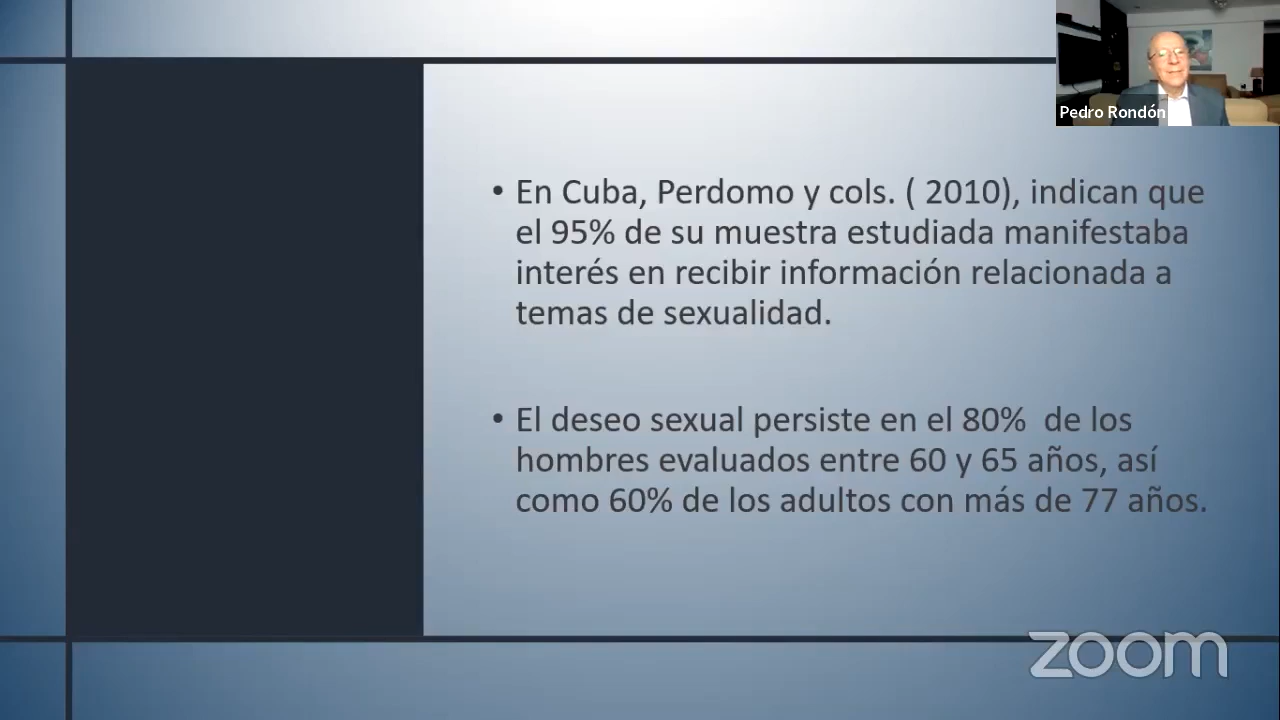 Pedro Rondón
• En Cuba, Perdomo y cols. ( 2010), indican que
el 95% de su muestra estudiada manifestaba
interés en recibir información relacionada a
temas de sexualidad.
• El deseo sexual persiste en el 80%  de los
hombres evaluados entre 60 y 65 años, así
como 60% de los adultos con más de 77 años.
zoom